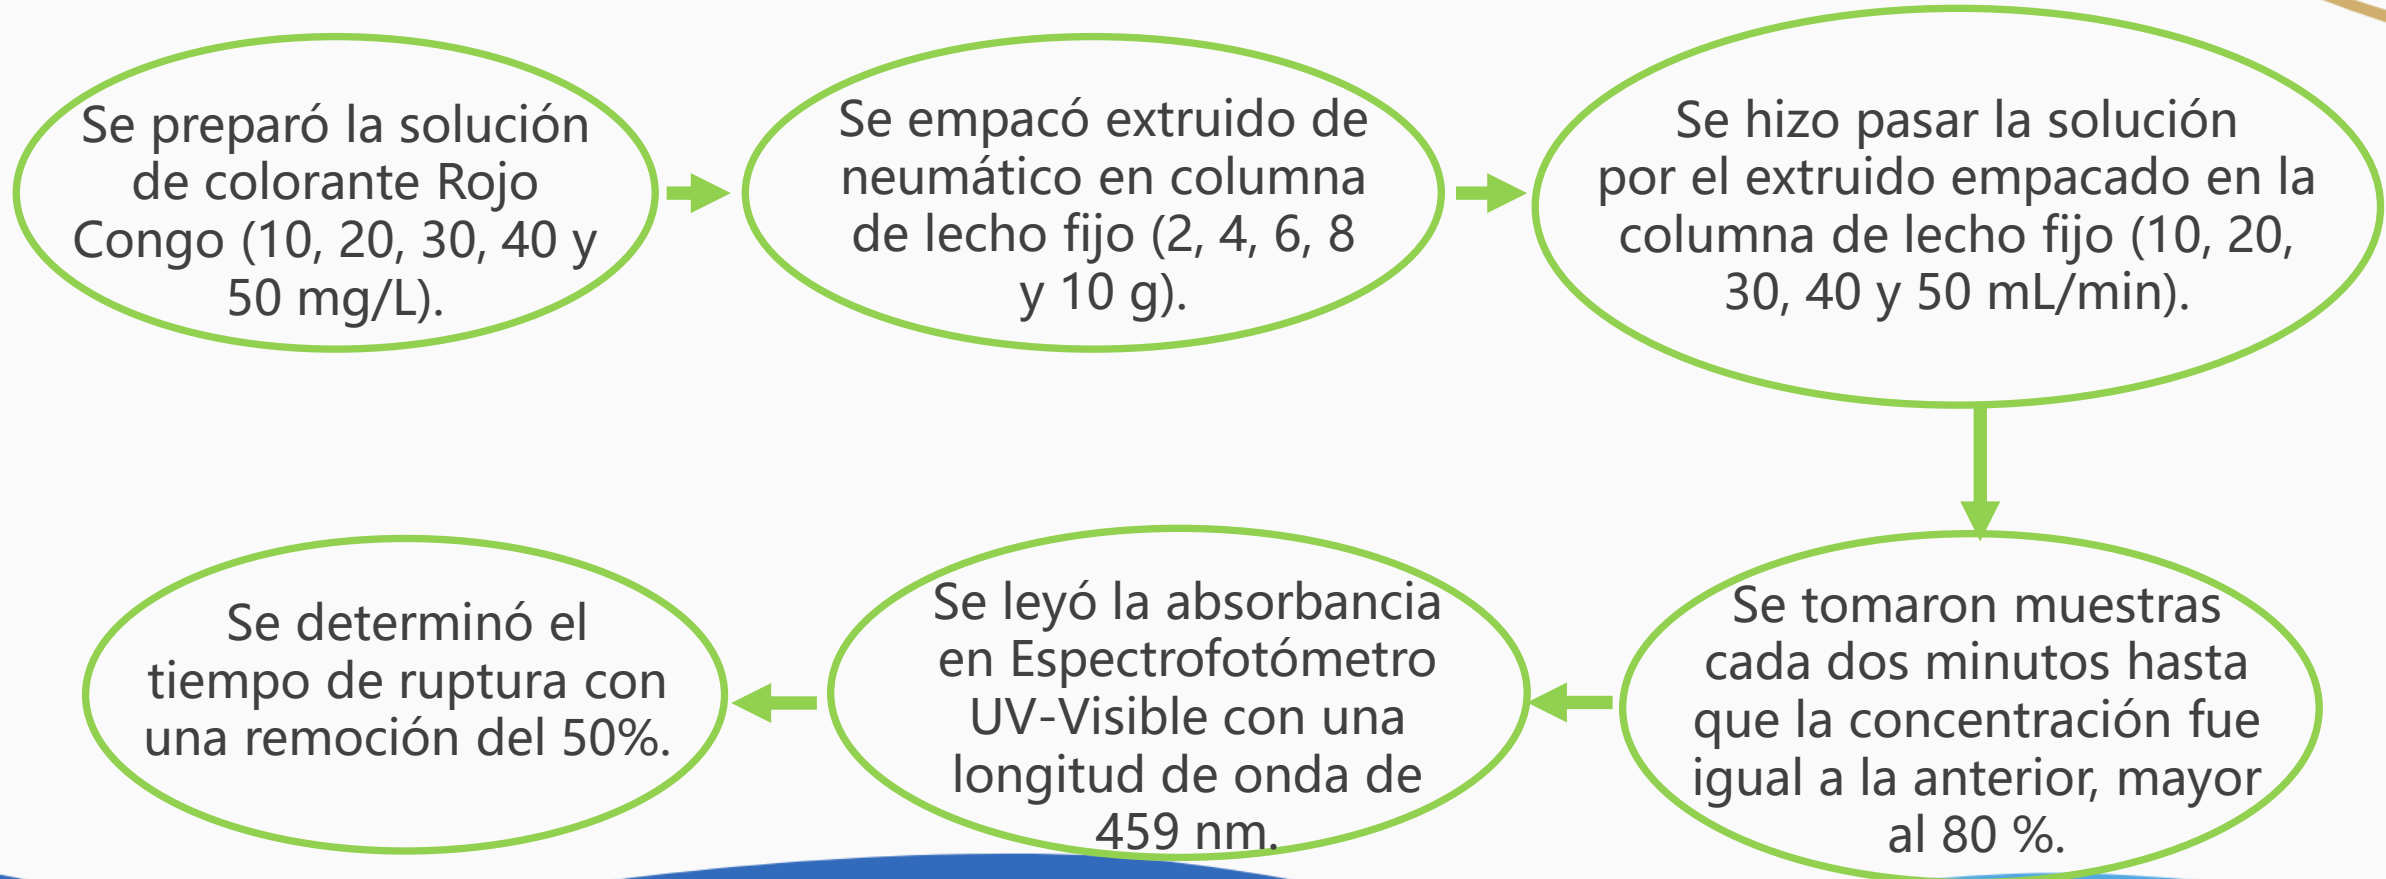 Se preparó la solución
de colorante Rojo
Congo (10, 20, 30, 40 y
50 mg/L).
Se empacó extruido de
neumático en columna
de lecho fijo (2, 4, 6, 8
y 10 g).
Se hizo pasar la solución
por el extruido empacado en la
columna de lecho fijo (10, 20,
30, 40 y 50 mL/min).
Se tomaron muestras
cada dos minutos hasta
que la concentración fue
igual a la anterior, mayor
al 80 %.
Se leyó la absorbancia
en Espectrofotómetro
UV-Visible con una
longitud de onda de
459 nm.
Se determinó el
tiempo de ruptura con
una remoción del 50%.